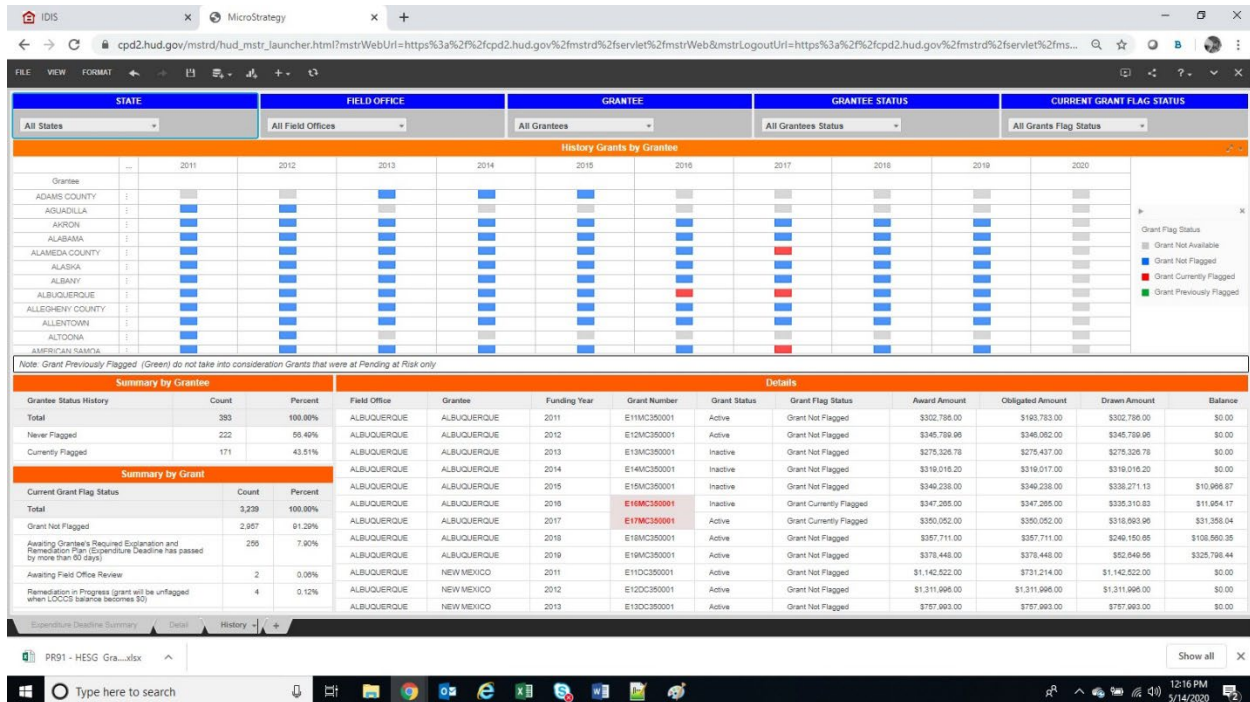 IDIS
MicroStrategy
cpd2.hud.gov/mstrd/hud_mstr_launcher.html?mstrWebUrl=https%3a%2f%2fcpd2.hud.gov%2fmstrd%2fservlet%2fmstrWeb&mstrLogoutUrl=https%3a%2f%2fcpd2.hud.gov%2fmstrd%2fservlet%2fms...
FILE VIEW FORMAT
STATE FIELD OFFICE GRANTEE GRANTEE STATUS CURRENT GRANT FLAG STATUS
All States All Field Offices All Grantees All Grantees Status All Grants Flag Status
History Grants by Grantee
... 2011 2012 2013 2014 2015 2016 2017 2018 2019 2020
Grantee
ADAMS COUNTY
AGUADILLA
AKRON
ALABAMA
ALAMEDA COUNTY
ALASKA
ALBANY
ALBUQUERQUE
ALLEGHENY COUNTY
ALLENTOWN
ALTOONA
AMERICAN SAMOA
Grant Flag Status
Grant Not Available
Grant Not Flagged
Grant Currently Flagged
Grant Previously Flagged
Note: Grant Previously Flagged (Green) do not take into consideration Grants that were at Pending at Risk only
Summary by Grantee
Grantee Status History Count Percent
Total 393 100.00%
Never Flagged 222 56.49%
Currently Flagged 171 43.51%
Summary by Grant
Current Grant Flag Status Count Percent
Total 3,239 100.00%
Grant Not Flagged 2,957 91.29%
Awaiting Grantee's Required Explanation and
Remediation Plan (Expenditure Deadline has passed
by more than 60 days) 256 7.90%
Awaiting Field Office Review 2 0.06%
Remediation in Progress (grant will be unflagged
when LOCCS balance becomes $0) 4 0.12%
Details
Field Office Grantee Funding Year Grant Number Grant Status Grant Flag Status Award Amount Obligated Amount Drawn Amount Balance
ALBUQUERQUE ALBUQUERQUE 2011 E11MC350001 Active Grant Not Flagged $302,786.00 $193,783.00 $302,786.00 $0.00
ALBUQUERQUE ALBUQUERQUE 2012 E12MC350001 Active Grant Not Flagged $345,789.96 $346,062.00 $345,789.96 $0.00
ALBUQUERQUE ALBUQUERQUE 2013 E13MC350001 Inactive Grant Not Flagged $275,326.78 $275,437.00 $275,326.78 $0.00
ALBUQUERQUE ALBUQUERQUE 2014 E14MC350001 Inactive Grant Not Flagged $319,016.20 $319,017.00 $319,016.20 $0.00
ALBUQUERQUE ALBUQUERQUE 2015 E15MC350001 Inactive Grant Not Flagged $349,238.00 $349,238.00 $338,271.13 $10,966.87
ALBUQUERQUE ALBUQUERQUE 2016 E16MC350001 Inactive Grant Currently Flagged $347,265.00 $347,265.00 $335,310.83 $11,954.17
ALBUQUERQUE ALBUQUERQUE 2017 E17MC350001 Active Grant Currently Flagged $350,052.00 $350,052.00 $318,693.96 $31,358.04
ALBUQUERQUE ALBUQUERQUE 2018 E18MC350001 Active Grant Not Flagged $357,711.00 $357,711.00 $249,150.65 $108,560.35
ALBUQUERQUE ALBUQUERQUE 2019 E19MC350001 Active Grant Not Flagged $378,448.00 $378,448.00 $52,649.56 $325,798.44
ALBUQUERQUE NEW MEXICO 2011 E11DC350001 Active Grant Not Flagged $1,142,522.00 $731,214.00 $1,142,522.00 $0.00
ALBUQUERQUE NEW MEXICO 2012 E12DC350001 Active Grant Not Flagged $1,311,996.00 $1,311,996.00 $1,311,996.00 $0.00
ALBUQUERQUE NEW MEXICO 2013 E13DC350001 Active Grant Not Flagged $757,993.00 $757,993.00 $757,993.00 $0.00
Expenditure Deadline Summary Detail History
PR91 - HESG Gra....xlsx
Show all
Type here to search
12:16 PM
5/14/2020